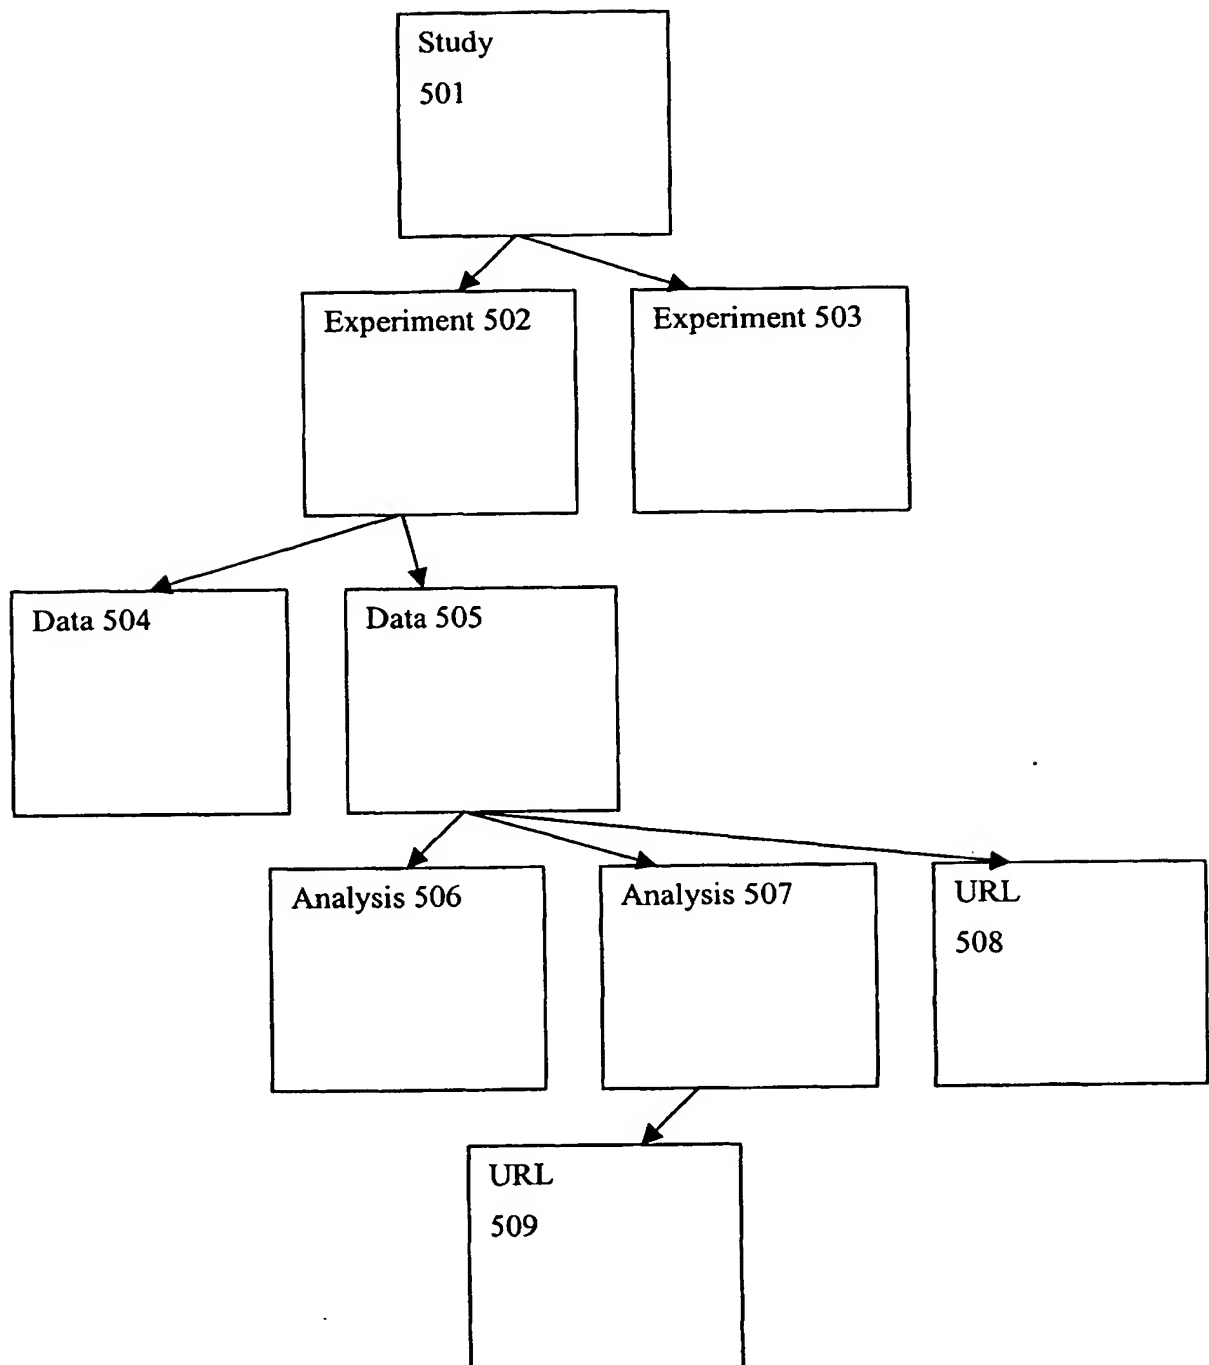 Study
501
Experiment 502
Experiment 503
Data 504
Data 505
Analysis 506
Analysis 507
URL
508
URL
509